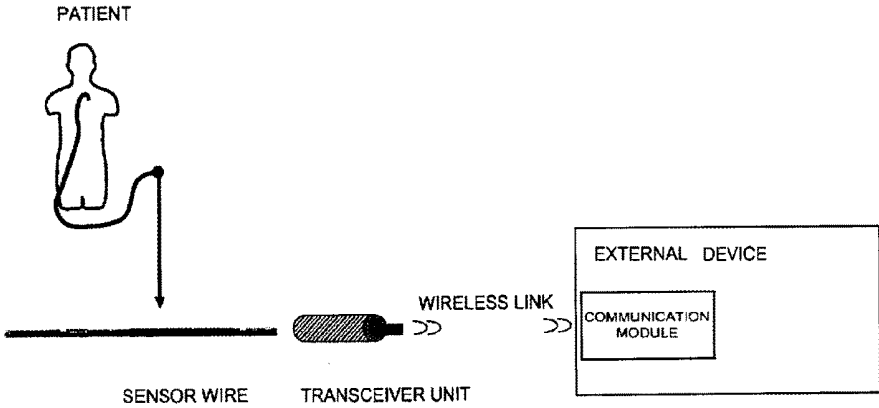 PATIENT
EXTERNAL DEVICE
WIRELESS LINK
COMMUNICATION
MODULE
SENSOR WIRE
TRANSCEIVER UNIT